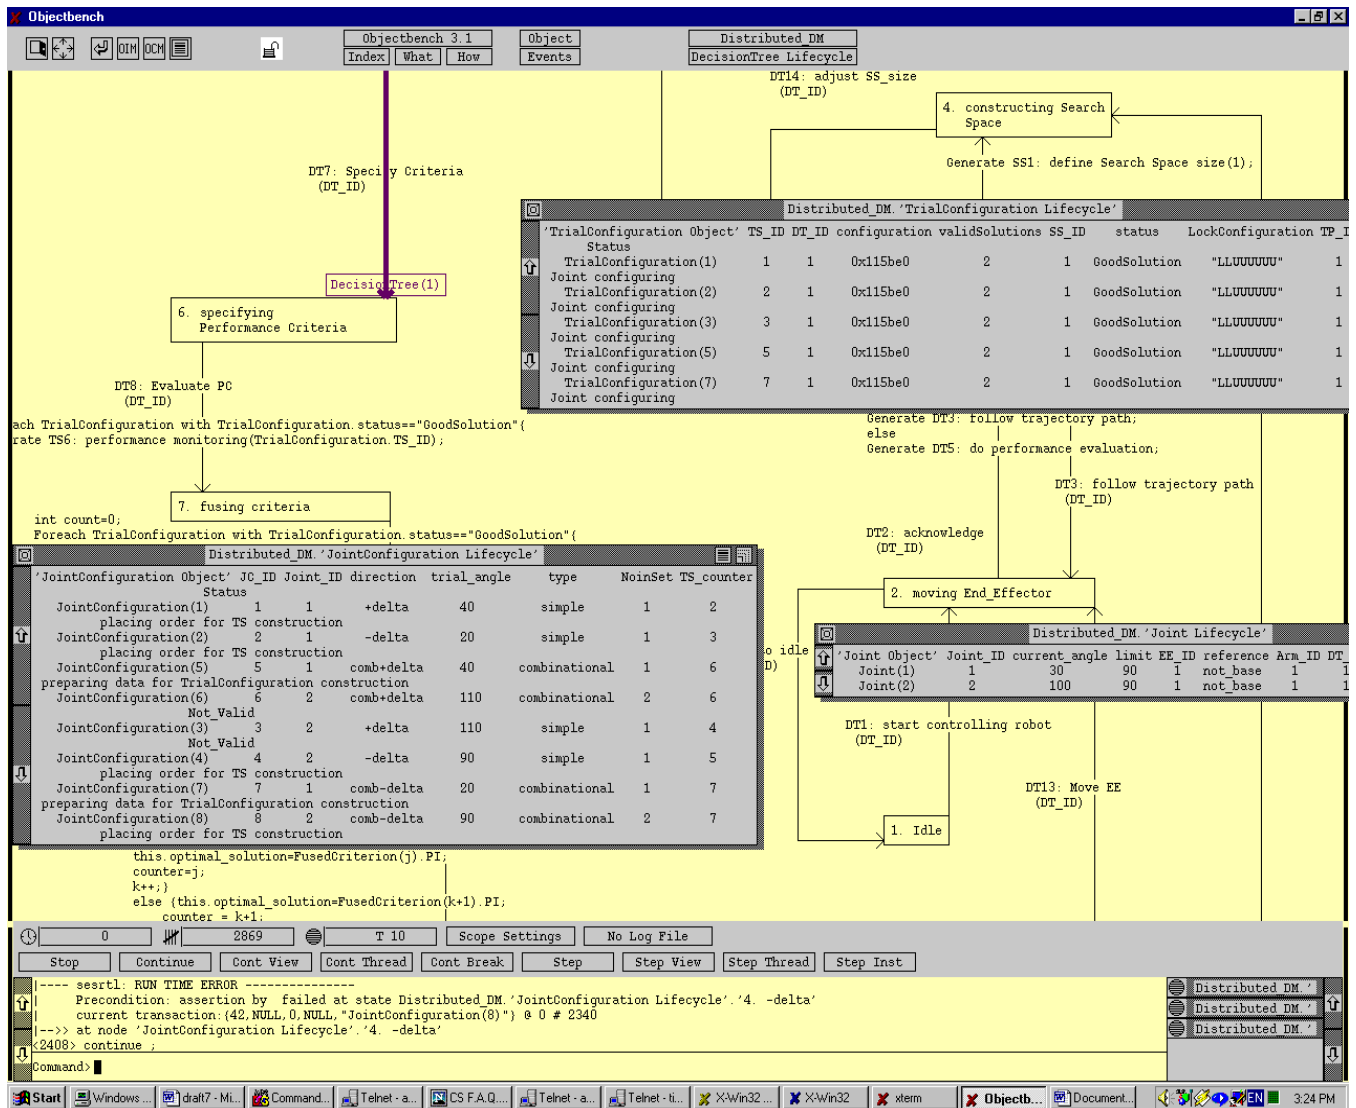 Objectbench
OIM OCM
Objectbench 3.1
Index What How
Object
Events
Distributed_DM
DecisionTree Lifecycle
DT14: adjust SS_size
(DT_ID)
4. constructing Search
Space
Generate SS1: define Search Space size(1);
DT7: Specify Criteria
(DT_ID)
DecisionTree(1)
6. specifying
Performance Criteria
DT8: Evaluate PC
(DT_ID)
ach TrialConfiguration with TrialConfiguration.status=="GoodSolution"{
rate TS6: performance monitoring(TrialConfiguration.TS_ID);
7. fusing criteria
int count=0;
Foreach TrialConfiguration with TrialConfiguration.status=="GoodSolution"{
Distributed_DM.'TrialConfiguration Lifecycle'
'TrialConfiguration Object' TS_ID DT_ID configuration validSolutions SS_ID status LockConfiguration TP_I
Status
TrialConfiguration(1) 1 1 0x115be0 2 1 GoodSolution "LLUUUUUU" 1
Joint configuring
TrialConfiguration(2) 2 1 0x115be0 2 1 GoodSolution "LLUUUUUU" 1
Joint configuring
TrialConfiguration(3) 3 1 0x115be0 2 1 GoodSolution "LLUUUUUU" 1
Joint configuring
TrialConfiguration(5) 5 1 0x115be0 2 1 GoodSolution "LLUUUUUU" 1
Joint configuring
TrialConfiguration(7) 7 1 0x115be0 2 1 GoodSolution "LLUUUUUU" 1
Joint configuring
Generate DT3: follow trajectory path;
else
Generate DT5: do performance evaluation;
DT3: follow trajectory path
(DT_ID)
DT2: acknowledge
(DT_ID)
2. moving End_Effector
Distributed_DM.'JointConfiguration Lifecycle'
'JointConfiguration Object' JC_ID Joint_ID direction trial_angle type NoinSet TS_counter
Status
JointConfiguration(1) 1 1 +delta 40 simple 1 2
placing order for TS construction
JointConfiguration(2) 2 1 -delta 20 simple 1 3
placing order for TS construction
JointConfiguration(5) 5 1 comb+delta 40 combinational 1 6
preparing data for TrialConfiguration construction
JointConfiguration(6) 6 2 comb+delta 110 combinational 2 6
Not_Valid
JointConfiguration(3) 3 2 +delta 110 simple 1 4
Not_Valid
JointConfiguration(4) 4 2 -delta 90 simple 1 5
placing order for TS construction
JointConfiguration(7) 7 1 comb-delta 20 combinational 1 7
preparing data for TrialConfiguration construction
JointConfiguration(8) 8 2 comb-delta 90 combinational 2 7
placing order for TS construction
o idle
D)
Distributed_DM.'Joint Lifecycle'
'Joint Object' Joint_ID current_angle limit EE_ID reference Arm_ID DT_
Joint(1) 1 30 90 1 not_base 1 1
Joint(2) 2 100 90 1 not_base 1 1
DT1: start controlling robot
(DT_ID)
DT13: Move EE
(DT_ID)
1. Idle
this.optimal_solution=FusedCriterion(j).PI;
counter=j;
k++;}
else {this.optimal_solution=FusedCriterion(k+1).PI;
counter = k+1;
0 2869 T 10 Scope Settings No Log File
Stop Continue Cont View Cont Thread Cont Break Step Step View Step Thread Step Inst
|---- sesrtl: RUN TIME ERROR ---------------
| Precondition: assertion by failed at state Distributed_DM.'JointConfiguration Lifecycle'.'4. -delta'
| current transaction:{42,NULL,0,NULL,"JointConfiguration(8)"} @ 0 # 2340
|-->> at node 'JointConfiguration Lifecycle'.'4. -delta'
<2408> continue ;
Command>
Distributed_DM.'
Distributed_DM.'
Distributed_DM.'
Start Windows ... draft7 - Mi... Command... Telnet - a... CS F.A.Q.... Telnet - a... Telnet - ti... X-Win32 ... X-Win32 xterm Objectb... Document... EN 3:24 PM